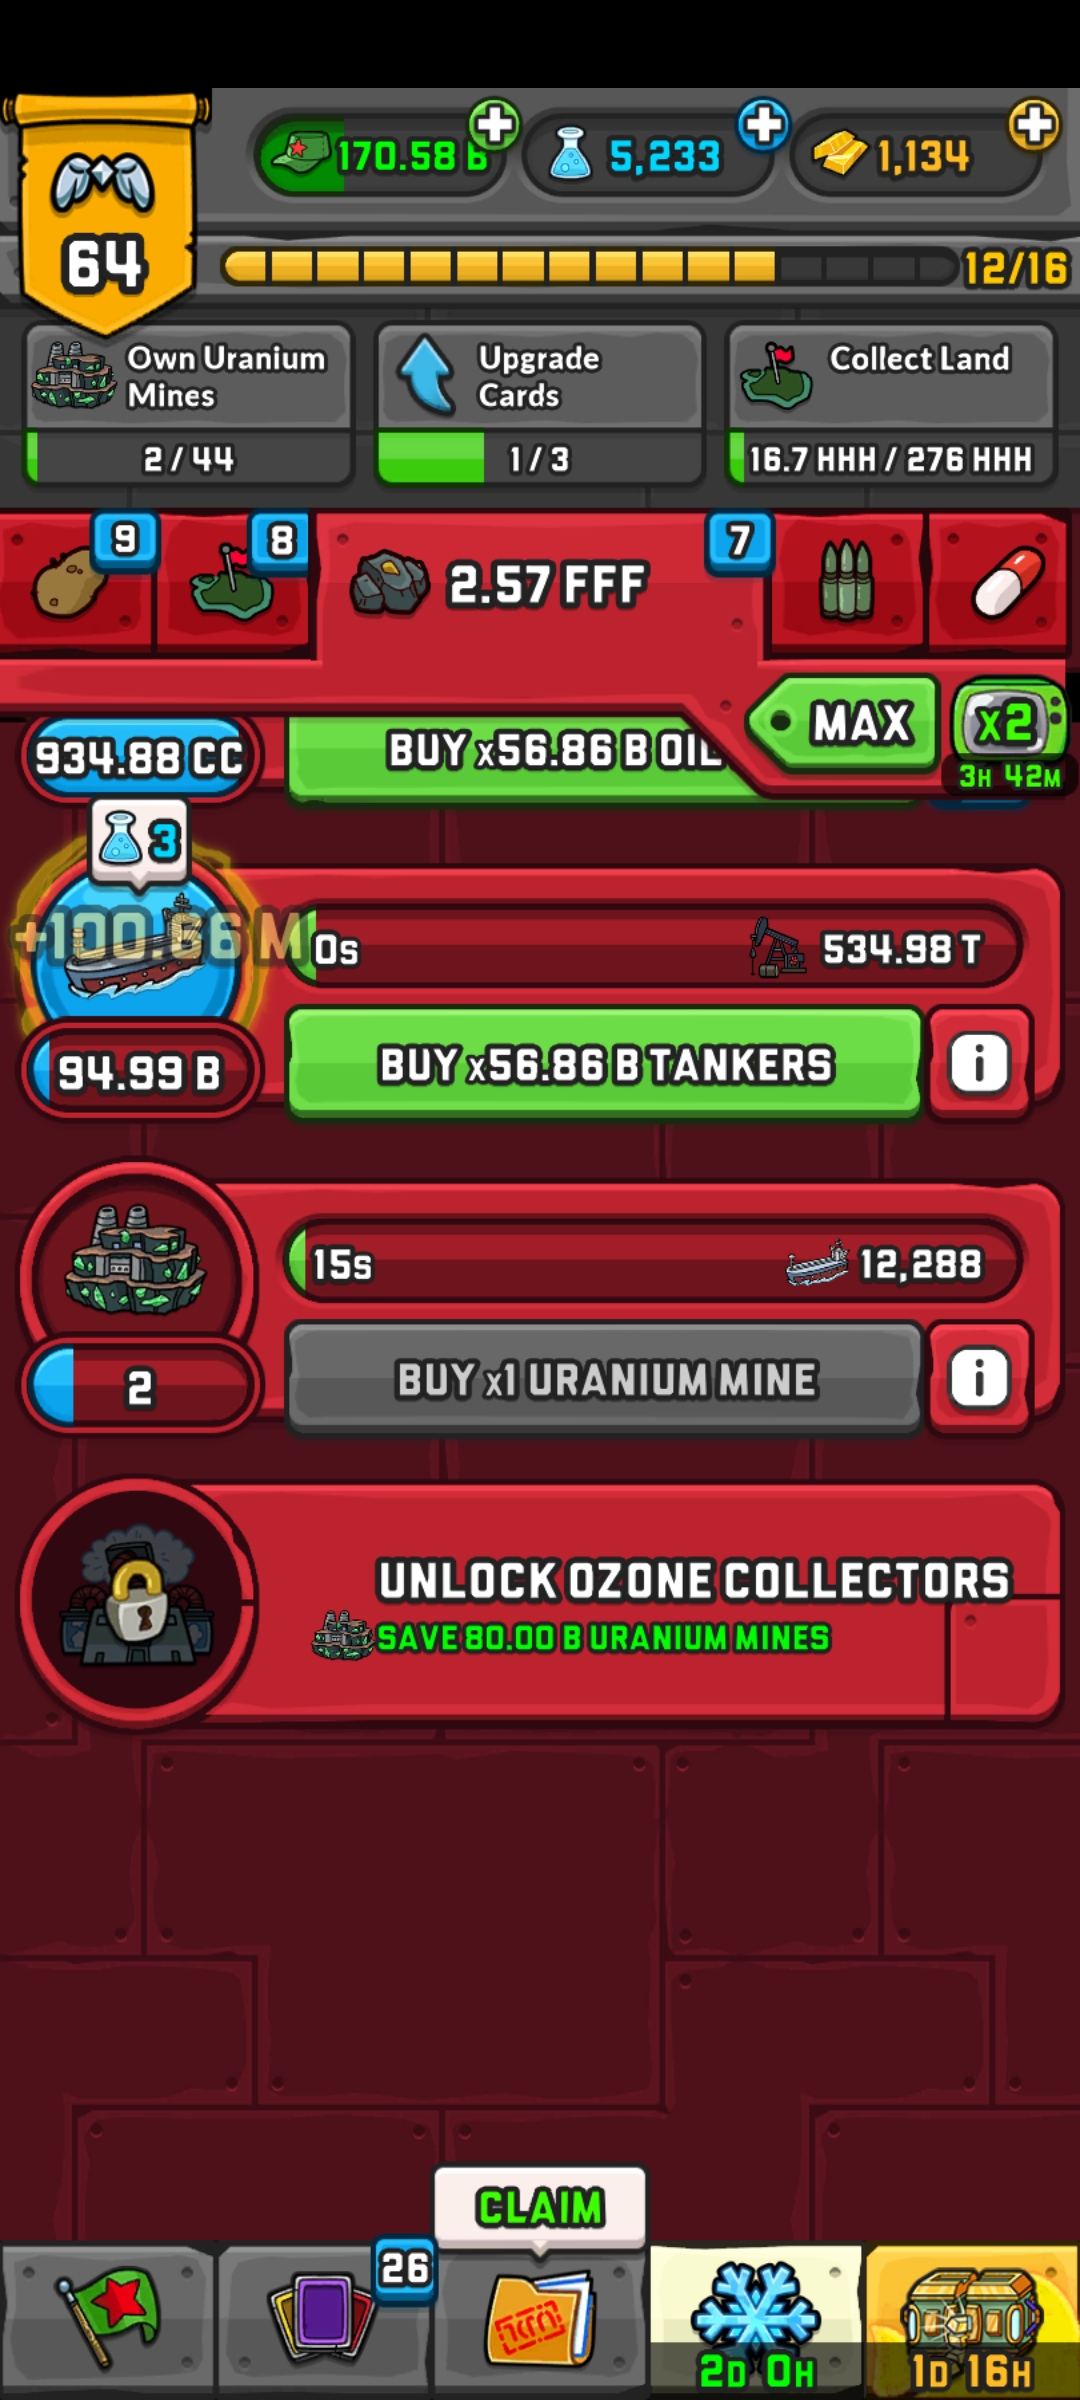 64
170.58 B
5,233
1,134
12/16
Own Uranium
Mines
2 / 44
Upgrade
Cards
1 / 3
Collect Land
16.7 HHH / 276 HHH
9
8
2.57 FFF
7
MAX
x2
3H 42M
934.88 CC
BUY x56.86 B OIL
3
+100.66 M
0s
534.98 T
94.99 B
BUY x56.86 B TANKERS
i
15s
12,288
2
BUY x1 URANIUM MINE
i
UNLOCK OZONE COLLECTORS
SAVE 80.00 B URANIUM MINES
CLAIM
26
2D 0H
1D 16H